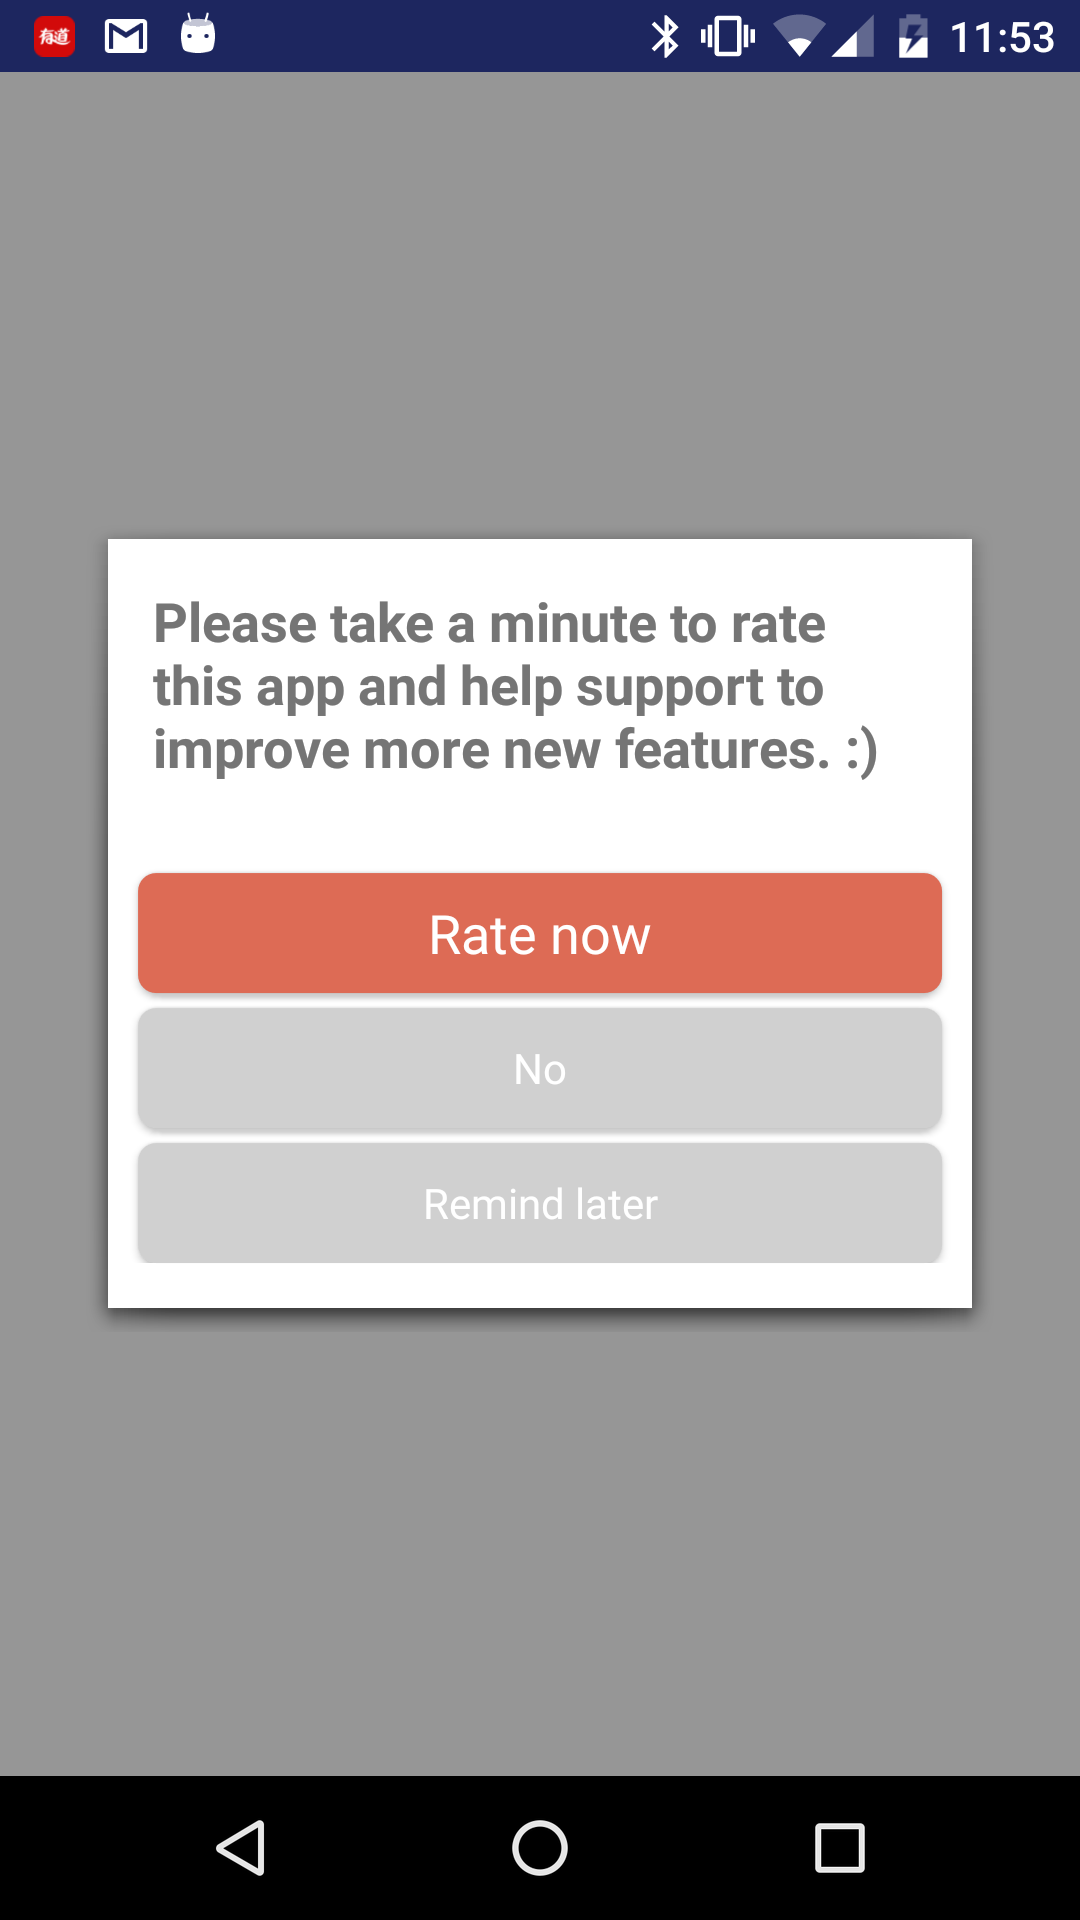 有道 11:53
Please take a minute to rate
this app and help support to
improve more new features. :)
Rate now
No
Remind later